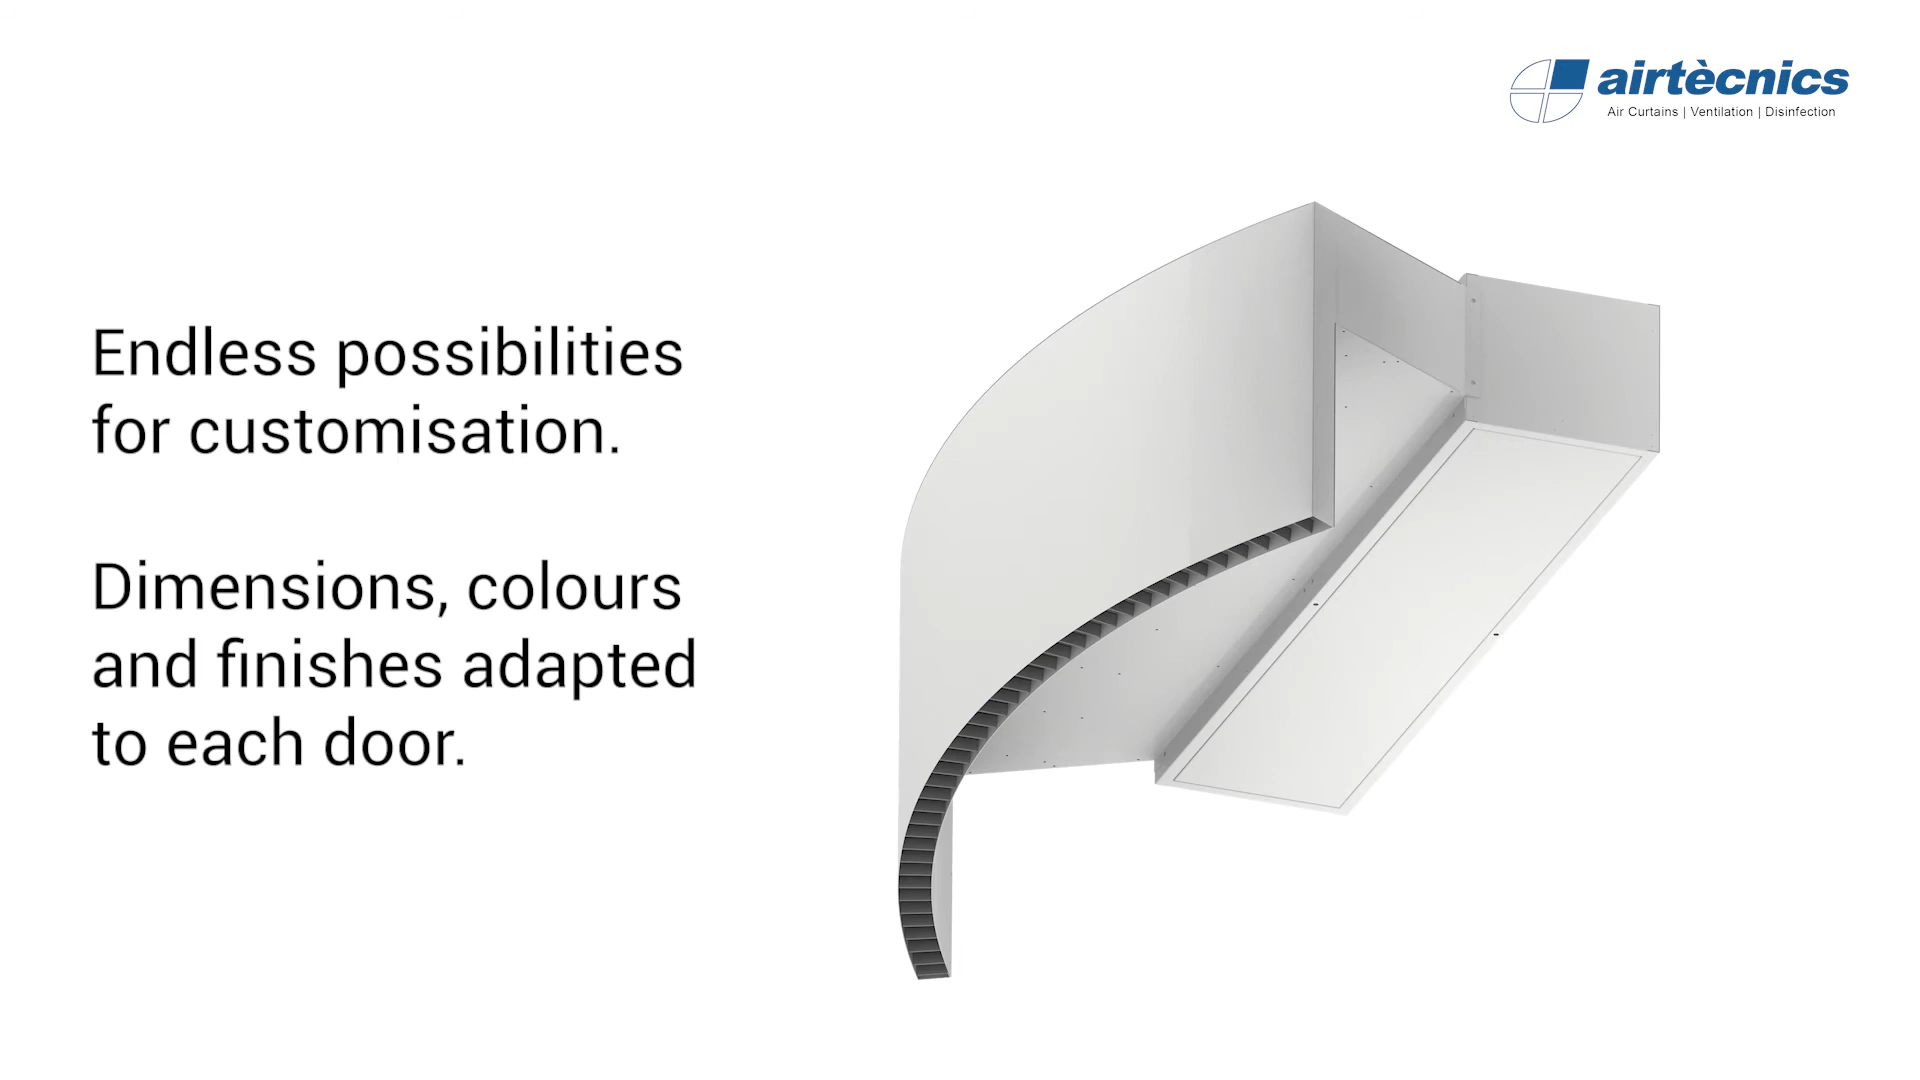 airtècnics
Air Curtains | Ventilation | Disinfection
Endless possibilities
for customisation.
Dimensions, colours
and finishes adapted
to each door.